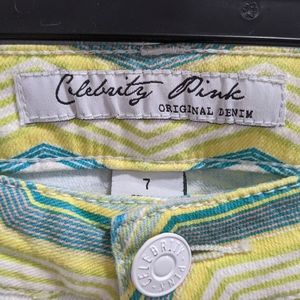 Celebrity Pink
ORIGINAL DENIM
7
CELEBRITY PINK